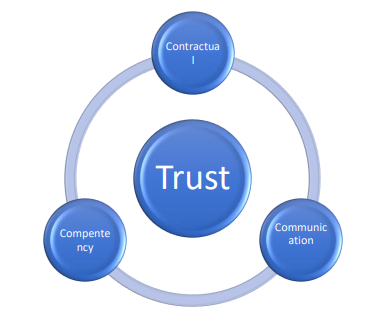 Contractua
l
Trust
Compente
ncy
Communic
ation